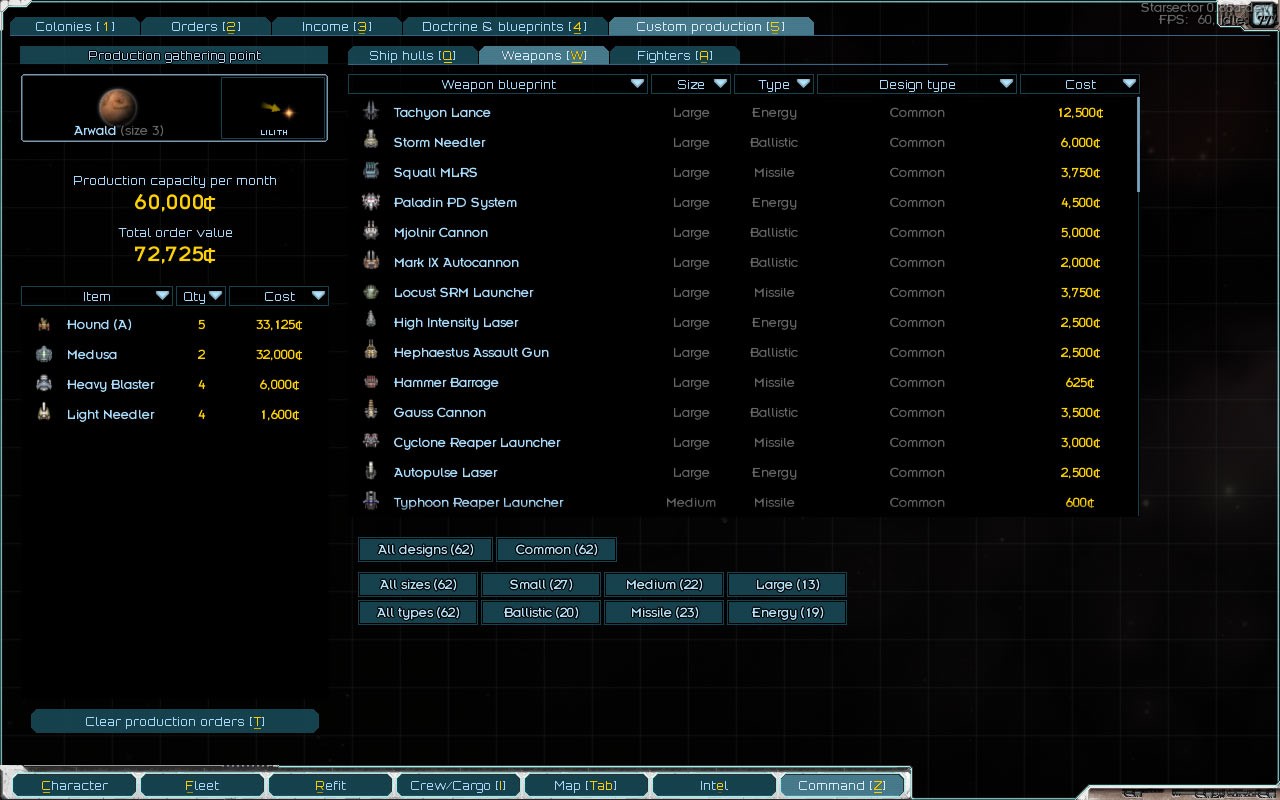 Starsector 0.
FPS: 60, Idle:
Colonies [1] Orders [2] Income [3] Doctrine & blueprints [4] Custom production [5]
Production gathering point
Arwald (size 3)
LILITH
Production capacity per month
60,000¢
Total order value
72,725¢
Item Qty Cost
Hound (A) 5 33,125¢
Medusa 2 32,000¢
Heavy Blaster 4 6,000¢
Light Needler 4 1,600¢
Clear production orders [T]
Ship hulls [Q] Weapons [W] Fighters [A]
Weapon blueprint Size Type Design type Cost
Tachyon Lance Large Energy Common 12,500¢
Storm Needler Large Ballistic Common 6,000¢
Squall MLRS Large Missile Common 3,750¢
Paladin PD System Large Energy Common 4,500¢
Mjolnir Cannon Large Ballistic Common 5,000¢
Mark IX Autocannon Large Ballistic Common 2,000¢
Locust SRM Launcher Large Missile Common 3,750¢
High Intensity Laser Large Energy Common 2,500¢
Hephaestus Assault Gun Large Ballistic Common 2,500¢
Hammer Barrage Large Missile Common 625¢
Gauss Cannon Large Ballistic Common 3,500¢
Cyclone Reaper Launcher Large Missile Common 3,000¢
Autopulse Laser Large Energy Common 2,500¢
Typhoon Reaper Launcher Medium Missile Common 600¢
All designs (62) Common (62)
All sizes (62) Small (27) Medium (22) Large (13)
All types (62) Ballistic (20) Missile (23) Energy (19)
Character Fleet Refit Crew/Cargo [I] Map [Tab] Intel Command [Z]